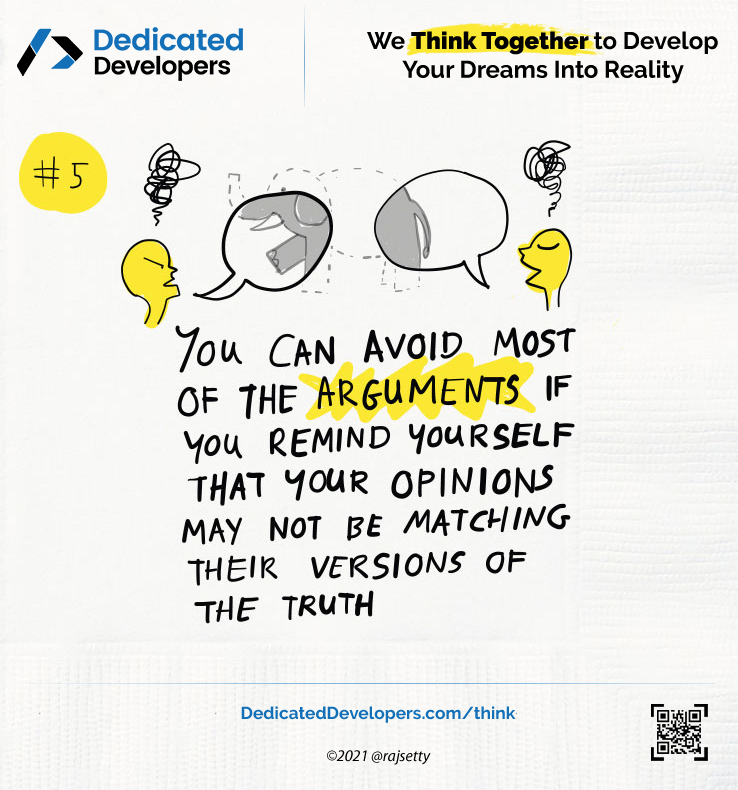 Dedicated
Developers
We Think Together to Develop
Your Dreams Into Reality
#5
YOU CAN AVOID MOST
OF THE ARGUMENTS IF
YOU REMIND YOURSELF
THAT YOUR OPINIONS
MAY NOT BE MATCHING
THEIR VERSIONS OF
THE TRUTH
DedicatedDevelopers.com/think
©2021 @rajsetty